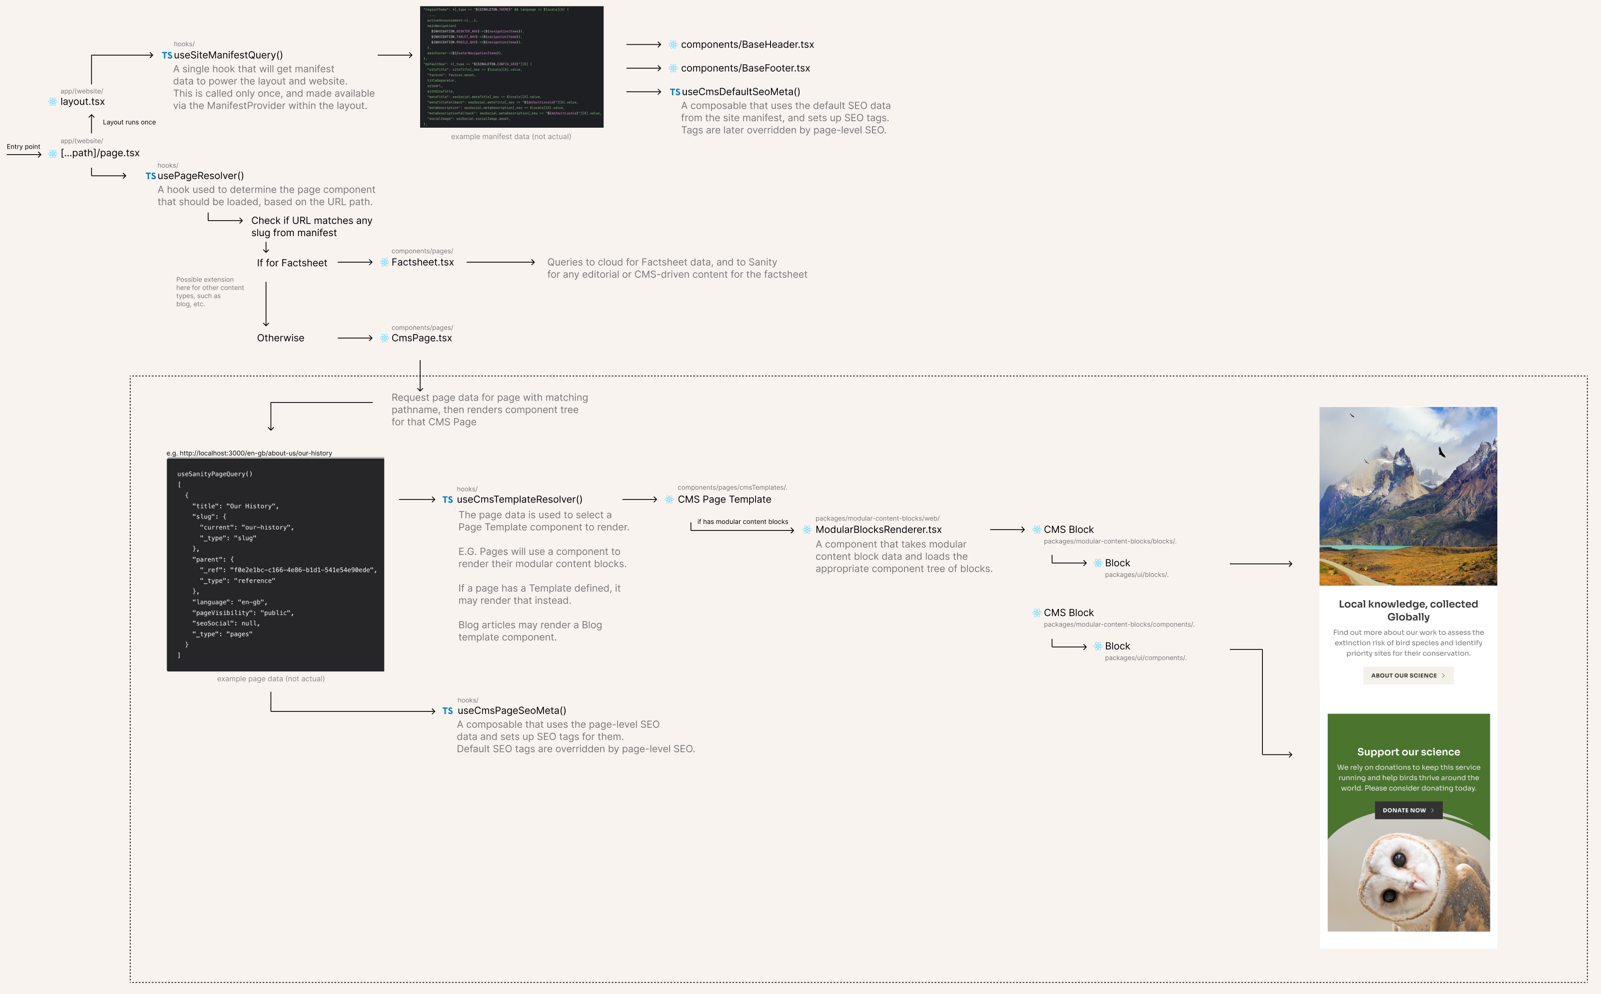 hooks/
TS useSiteManifestQuery()
A single hook that will get manifest
data to power the layout and website.
This is called only once, and made available
via the ManifestProvider within the layout.
app/(website/
layout.tsx
Layout runs once
Entry point
app/(website/
[...path]/page.tsx
example manifest data (not actual)
components/BaseHeader.tsx
components/BaseFooter.tsx
TS useCmsDefaultSeoMeta()
A composable that uses the default SEO data
from the site manifest, and sets up SEO tags.
Tags are later overridden by page-level SEO.
hooks/
TS usePageResolver()
A hook used to determine the page component
that should be loaded, based on the URL path.
Check if URL matches any
slug from manifest
If for Factsheet
components/pages/
Factsheet.tsx
Queries to cloud for Factsheet data, and to Sanity
for any editorial or CMS-driven content for the factsheet
Possible extension
here for other content
types, such as
blog, etc.
Otherwise
components/pages/
CmsPage.tsx
Request page data for page with matching
pathname, then renders component tree
for that CMS Page
e.g. http://localhost:3000/en-gb/about-us/our-history
useSanityPageQuery()
[
{
"title": "Our History",
"slug": {
"current": "our-history",
"_type": "slug"
},
"parent": {
"_ref": "f0e2e1bc-c166-4e86-b1d1-541e54e90ede",
"_type": "reference"
},
"language": "en-gb",
"pageVisibility": "public",
"seoSocial": null,
"_type": "pages"
}
]
example page data (not actual)
hooks/
TS useCmsTemplateResolver()
The page data is used to select a
Page Template component to render.
E.G. Pages will use a component to
render their modular content blocks.
If a page has a Template defined, it
may render that instead.
Blog articles may render a Blog
template component.
hooks/
TS useCmsPageSeoMeta()
A composable that uses the page-level SEO
data and sets up SEO tags for them.
Default SEO tags are overridden by page-level SEO.
components/pages/cmsTemplates/.
CMS Page Template
if has modular content blocks
packages/modular-content-blocks/web/
ModularBlocksRenderer.tsx
A component that takes modular
content block data and loads the
appropriate component tree of blocks.
CMS Block
packages/modular-content-blocks/blocks/.
Block
packages/ui/blocks/.
CMS Block
packages/modular-content-blocks/components/.
Block
packages/ui/components/.
Local knowledge, collected
Globally
Find out more about our work to assess the
extinction risk of bird species and identify
priority sites for their conservation.
ABOUT OUR SCIENCE
Support our science
We rely on donations to keep this service
running and help birds thrive around the
world. Please consider donating today.
DONATE NOW